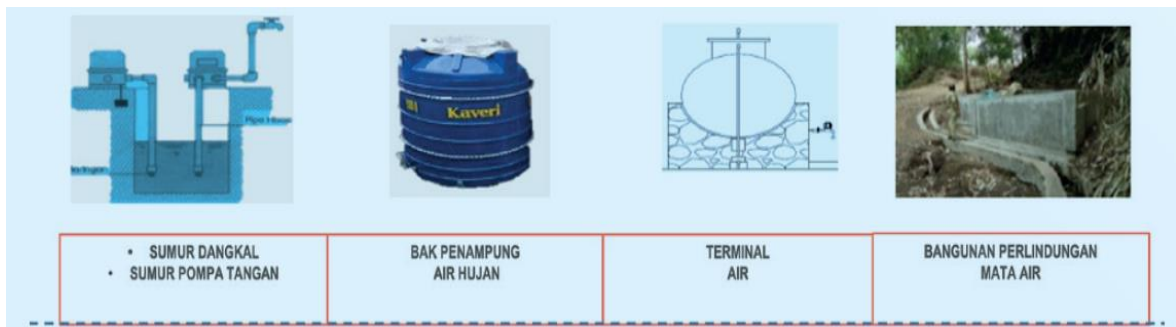 Kaveri
• SUMUR DANGKAL
• SUMUR POMPA TANGAN
BAK PENAMPUNG
AIR HUJAN
TERMINAL
AIR
BANGUNAN PERLINDUNGAN
MATA AIR